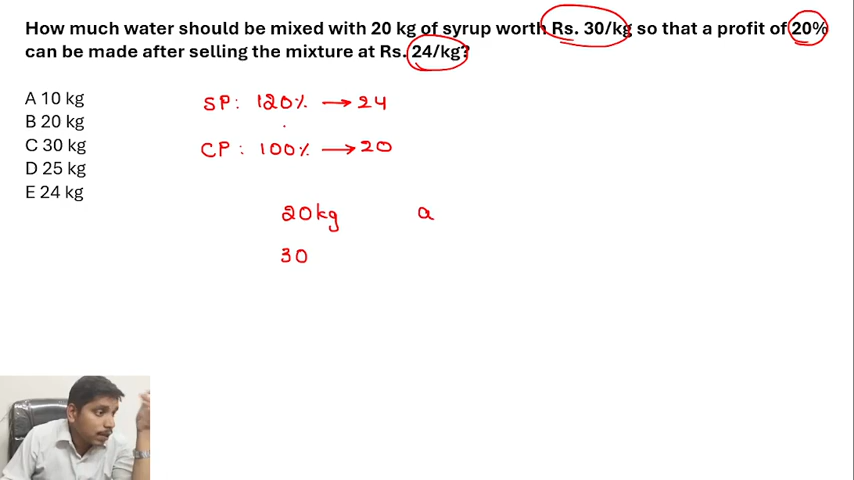 How much water should be mixed with 20 kg of syrup worth Rs. 30/kg so that a profit of 20%
can be made after selling the mixture at Rs. 24/kg?
A 10 kg
B 20 kg
C 30 kg
D 25 kg
E 24 kg
SP: 120% → 24
CP: 100% → 20
20kg a
30